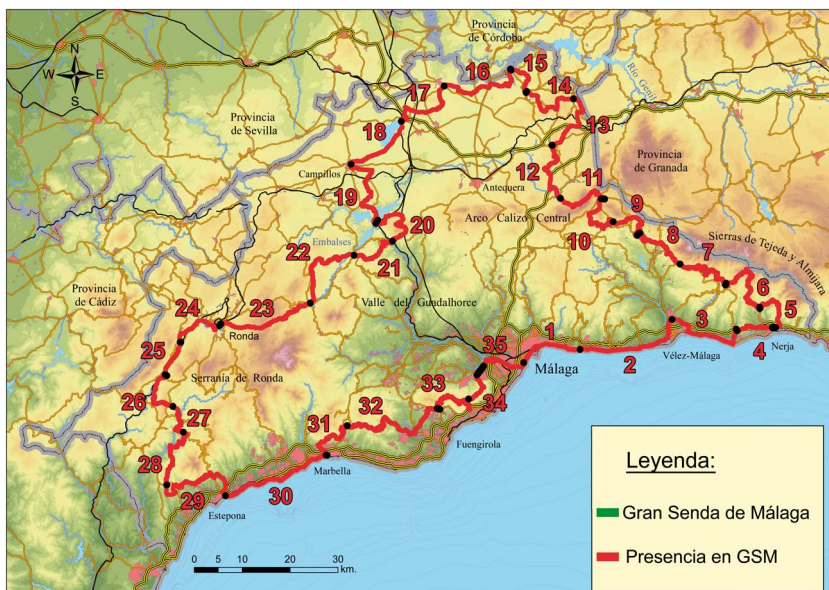 Provincia
de Córdoba
N
W E
S
Río Genil
15
16
14
17
Provincia
de Sevilla
18
13
12
Provincia
de Granada
Campillos
Antequera
11
19
9
Arco Calizo Central
20
10
Sierras de Tejeda y Almijara
Embalses
22
21
8
7
Provincia
de Cádiz
6
24
23
Valle del Guadalhorce
5
Ronda
1
3
35
2
Vélez-Málaga
4
Nerja
25
Málaga
Serranía de Ronda
33
26
34
27
31
32
Fuengirola
28
Marbella
29
30
Estepona
Leyenda:
Gran Senda de Málaga
Presencia en GSM
0 5 10 20 30
km.